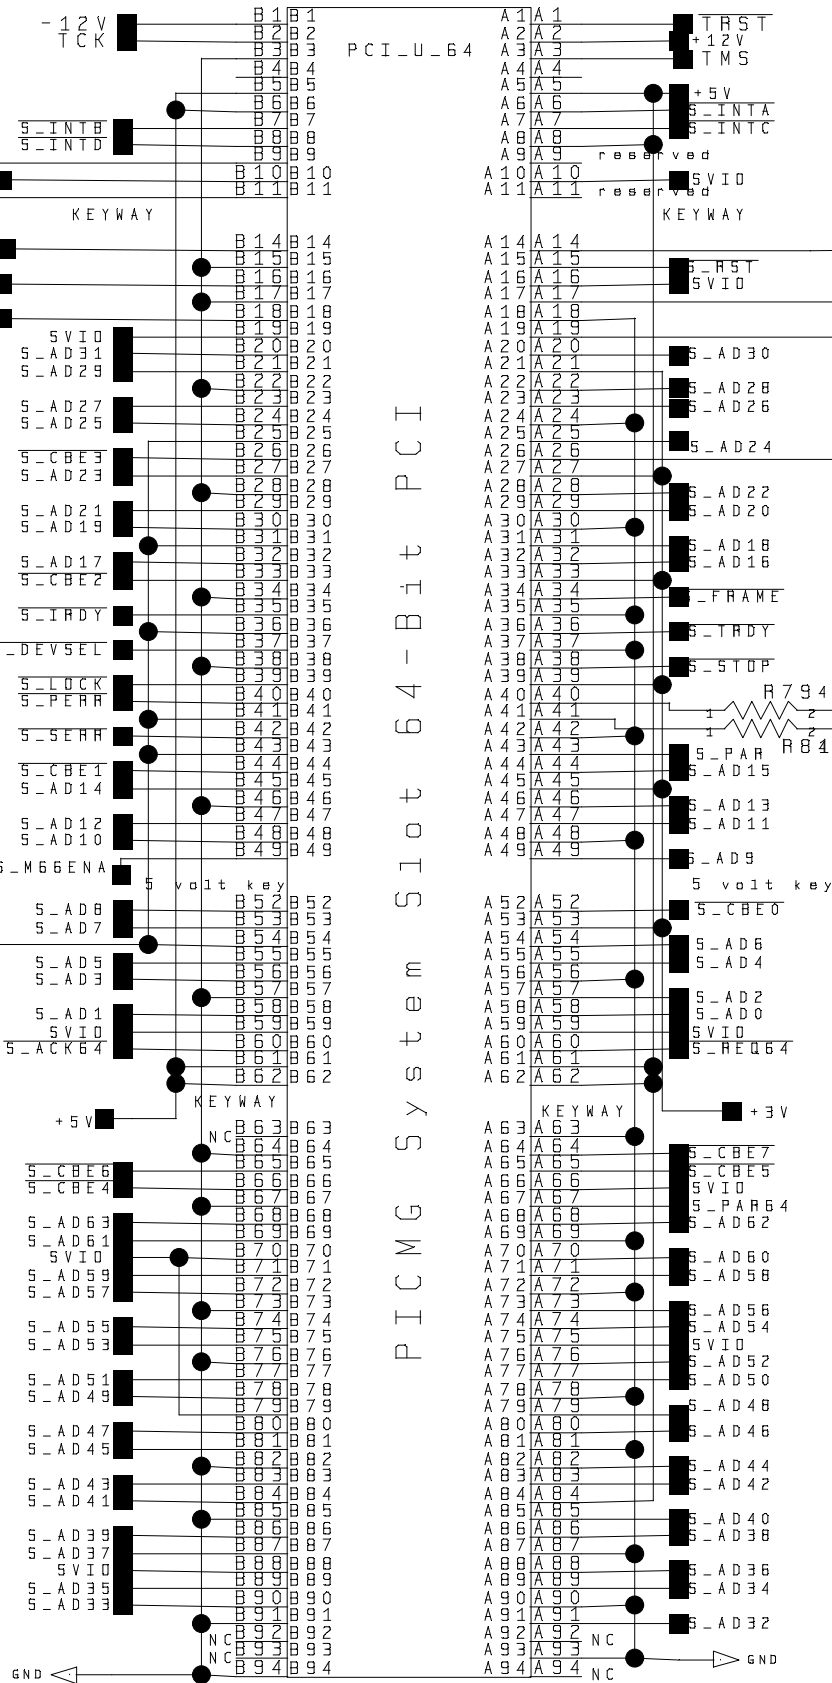 -12V B1 B1 A1 A1 TRST
TCK B2 B2 A2 A2 +12V
B3 B3 PCI_U_64 A3 A3 TMS
B4 B4 A4 A4
B5 B5 A5 A5 +5V
B6 B6 A6 A6 S_INTA
S_INTB B7 B7 A7 A7 S_INTC
S_INTD B8 B8 A8 A8
B9 B9 A9 A9 reserved
B10 B10 A10 A10 5VIO
B11 B11 A11 A11 reserved
KEYWAY KEYWAY
B14 B14 A14 A14
B15 B15 A15 A15 S_RST
B16 B16 A16 A16 5VIO
B17 B17 A17 A17
B18 B18 A18 A18
5VIO B19 B19 A19 A19
S_AD31 B20 B20 A20 A20 S_AD30
S_AD29 B21 B21 A21 A21
B22 B22 A22 A22 S_AD28
S_AD27 B23 B23 A23 A23 S_AD26
S_AD25 B24 B24 A24 A24
B25 B25 A25 A25 S_AD24
S_CBE3 B26 B26 A26 A26
S_AD23 B27 B27 A27 A27
B28 B28 A28 A28 S_AD22
S_AD21 B29 B29 A29 A29 S_AD20
S_AD19 B30 B30 A30 A30
B31 B31 A31 A31 S_AD18
S_AD17 B32 B32 A32 A32 S_AD16
S_CBE2 B33 B33 A33 A33
B34 B34 A34 A34 S_FRAME
S_IRDY B35 B35 A35 A35
B36 B36 A36 A36 S_TRDY
_DEVSEL B37 B37 A37 A37
B38 B38 A38 A38 S_STOP
S_LOCK B39 B39 A39 A39
S_PERR B40 B40 A40 A40 R794
B41 B41 A41 A41 1 2
S_SERR B42 B42 A42 A42 1 2
B43 B43 A43 A43 S_PAR R84
S_CBE1 B44 B44 A44 A44 S_AD15
S_AD14 B45 B45 A45 A45
B46 B46 A46 A46 S_AD13
S_AD12 B47 B47 A47 A47 S_AD11
S_AD10 B48 B48 A48 A48
S_M66ENA B49 B49 A49 A49 S_AD9
5 volt key 5 volt key
S_AD8 B52 B52 A52 A52 S_CBE0
S_AD7 B53 B53 A53 A53
B54 B54 A54 A54 S_AD6
S_AD5 B55 B55 A55 A55 S_AD4
S_AD3 B56 B56 A56 A56
B57 B57 A57 A57 S_AD2
S_AD1 B58 B58 A58 A58 S_AD0
5VIO B59 B59 A59 A59 5VIO
S_ACK64 B60 B60 A60 A60 S_REQ64
B61 B61 A61 A61
B62 B62 A62 A62
KEYWAY KEYWAY
+5V +3V
NC B63 B63 A63 A63
B64 B64 A64 A64 S_CBE7
S_CBE6 B65 B65 A65 A65 S_CBE5
S_CBE4 B66 B66 A66 A66 5VIO
B67 B67 A67 A67 S_PAR64
S_AD63 B68 B68 A68 A68 S_AD62
S_AD61 B69 B69 A69 A69
5VIO B70 B70 A70 A70 S_AD60
S_AD59 B71 B71 A71 A71 S_AD58
S_AD57 B72 B72 A72 A72
B73 B73 A73 A73 S_AD56
S_AD55 B74 B74 A74 A74 S_AD54
S_AD53 B75 B75 A75 A75 5VIO
B76 B76 A76 A76 S_AD52
S_AD51 B77 B77 A77 A77 S_AD50
S_AD49 B78 B78 A78 A78
B79 B79 A79 A79 S_AD48
S_AD47 B80 B80 A80 A80 S_AD46
S_AD45 B81 B81 A81 A81
B82 B82 A82 A82 S_AD44
S_AD43 B83 B83 A83 A83 S_AD42
S_AD41 B84 B84 A84 A84
B85 B85 A85 A85 S_AD40
S_AD39 B86 B86 A86 A86 S_AD38
S_AD37 B87 B87 A87 A87
5VIO B88 B88 A88 A88 S_AD36
S_AD35 B89 B89 A89 A89 S_AD34
S_AD33 B90 B90 A90 A90
B91 B91 A91 A91 S_AD32
NC B92 B92 A92 A92 NC
NC B93 B93 A93 A93
GND B94 B94 A94 A94 NC GND
PICMG System Slot 64-Bit PCI